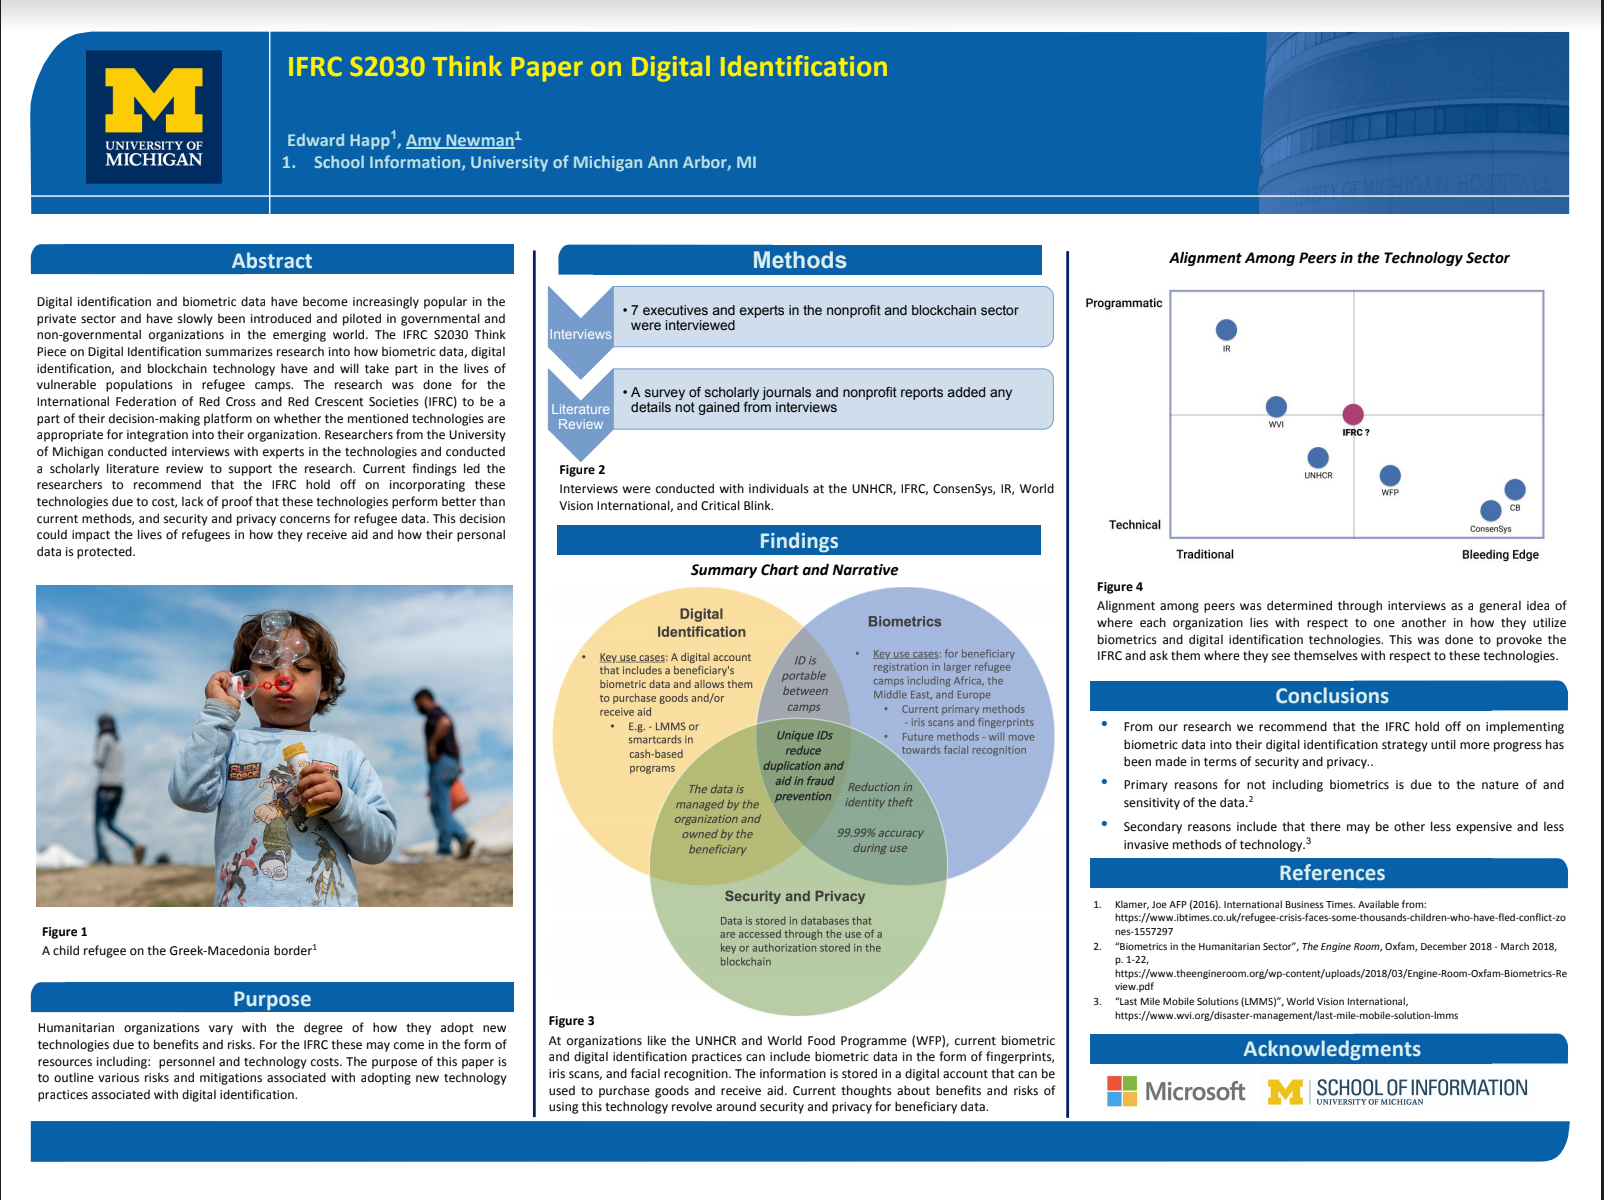 UNIVERSITY OF
MICHIGAN
IFRC S2030 Think Paper on Digital Identification
Edward Happ1, Amy Newman1
1. School Information, University of Michigan Ann Arbor, MI
UNIVERSITY OF MICHIGAN HOSPITALS
Abstract
Digital identification and biometric data have become increasingly popular in the
private sector and have slowly been introduced and piloted in governmental and
non-governmental organizations in the emerging world. The IFRC S2030 Think
Piece on Digital Identification summarizes research into how biometric data, digital
identification, and blockchain technology have and will take part in the lives of
vulnerable populations in refugee camps. The research was done for the
International Federation of Red Cross and Red Crescent Societies (IFRC) to be a
part of their decision-making platform on whether the mentioned technologies are
appropriate for integration into their organization. Researchers from the University
of Michigan conducted interviews with experts in the technologies and conducted
a scholarly literature review to support the research. Current findings led the
researchers to recommend that the IFRC hold off on incorporating these
technologies due to cost, lack of proof that these technologies perform better than
current methods, and security and privacy concerns for refugee data. This decision
could impact the lives of refugees in how they receive aid and how their personal
data is protected.
ALIEN
FORCE
Figure 1
A child refugee on the Greek-Macedonia border1
Purpose
Humanitarian organizations vary with the degree of how they adopt new
technologies due to benefits and risks. For the IFRC these may come in the form of
resources including: personnel and technology costs. The purpose of this paper is
to outline various risks and mitigations associated with adopting new technology
practices associated with digital identification.
Methods
Interviews
• 7 executives and experts in the nonprofit and blockchain sector
were interviewed
Literature
Review
• A survey of scholarly journals and nonprofit reports added any
details not gained from interviews
Figure 2
Interviews were conducted with individuals at the UNHCR, IFRC, ConsenSys, IR, World
Vision International, and Critical Blink.
Findings
Summary Chart and Narrative
Digital
Identification
• Key use cases: A digital account
that includes a beneficiary's
biometric data and allows them
to purchase goods and/or
receive aid
• E.g. - LMMS or
smartcards in
cash-based
programs
ID is
portable
between
camps
Biometrics
• Key use cases: for beneficiary
registration in larger refugee
camps including Africa, the
Middle East, and Europe
• Current primary methods
- iris scans and fingerprints
• Future methods - will move
towards facial recognition
Unique IDs
reduce
duplication and
aid in fraud
prevention
The data is
managed by the
organization and
owned by the
beneficiary
Reduction in
identity theft
99.99% accuracy
during use
Security and Privacy
Data is stored in databases that
are accessed through the use of a
key or authorization stored in the
blockchain
Figure 3
At organizations like the UNHCR and World Food Programme (WFP), current biometric
and digital identification practices can include biometric data in the form of fingerprints,
iris scans, and facial recognition. The information is stored in a digital account that can be
used to purchase goods and receive aid. Current thoughts about benefits and risks of
using this technology revolve around security and privacy for beneficiary data.
Alignment Among Peers in the Technology Sector
Programmatic
IR
WVI
IFRC ?
UNHCR
WFP
CB
ConsenSys
Technical
Traditional
Bleeding Edge
Figure 4
Alignment among peers was determined through interviews as a general idea of
where each organization lies with respect to one another in how they utilize
biometrics and digital identification technologies. This was done to provoke the
IFRC and ask them where they see themselves with respect to these technologies.
Conclusions
• From our research we recommend that the IFRC hold off on implementing
biometric data into their digital identification strategy until more progress has
been made in terms of security and privacy..
• Primary reasons for not including biometrics is due to the nature of and
sensitivity of the data.2
• Secondary reasons include that there may be other less expensive and less
invasive methods of technology.3
References
1. Klamer, Joe AFP (2016). International Business Times. Available from:
https://www.ibtimes.co.uk/refugee-crisis-faces-some-thousands-children-who-have-fled-conflict-zo
nes-1557297
2. “Biometrics in the Humanitarian Sector”, The Engine Room, Oxfam, December 2018 - March 2018,
p. 1-22,
https://www.theengineroom.org/wp-content/uploads/2018/03/Engine-Room-Oxfam-Biometrics-Re
view.pdf
3. “Last Mile Mobile Solutions (LMMS)”, World Vision International,
https://www.wvi.org/disaster-management/last-mile-mobile-solution-lmms
Acknowledgments
Microsoft
SCHOOL OF INFORMATION
UNIVERSITY OF MICHIGAN